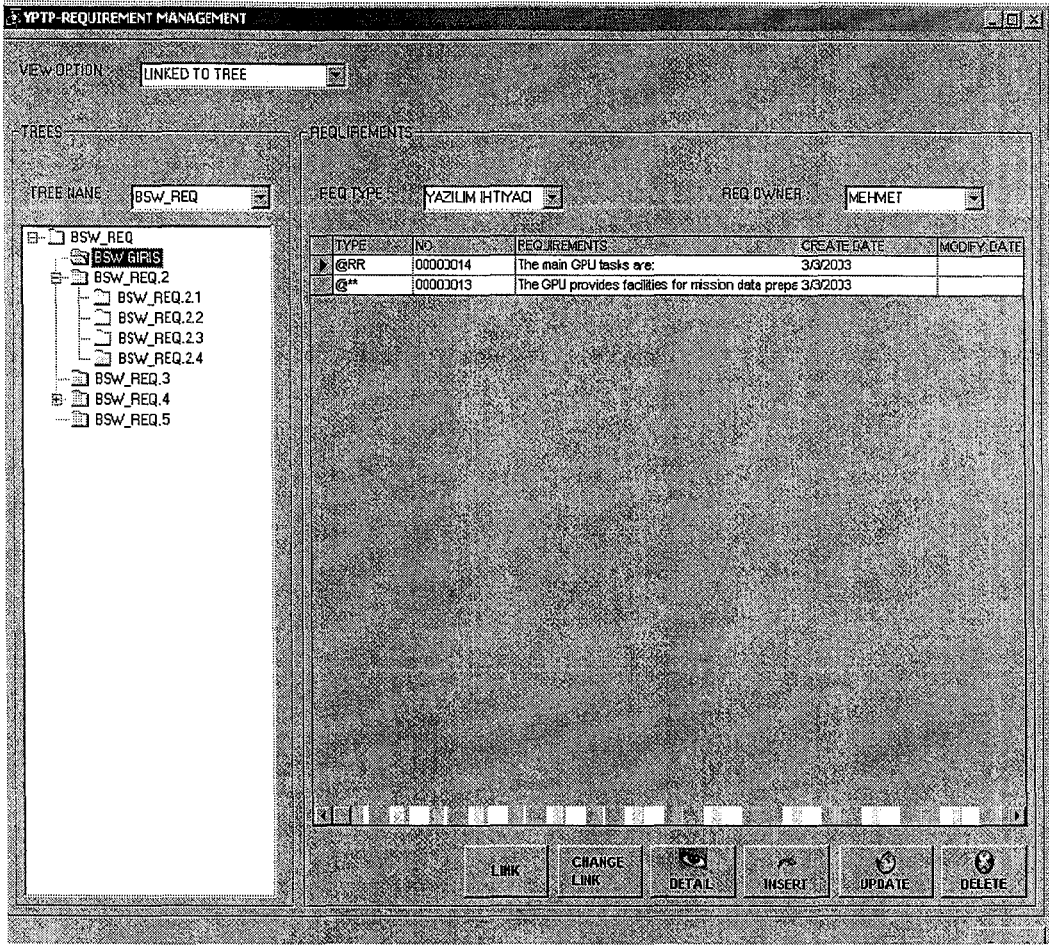 YPTP-REQUIREMENT MANAGEMENT
VIEW OPTION : LINKED TO TREE
TREES
TREE NAME BSW_REQ
BSW_REQ
BSW GIRIS
BSW_REQ.2
BSW_REQ.2.1
BSW_REQ.2.2
BSW_REQ.2.3
BSW_REQ.2.4
BSW_REQ.3
BSW_REQ.4
BSW_REQ.5
REQUIREMENTS
REQ TYPE : YAZILIM IHTIYACI REQ OWNER : MEHMET
TYPE NO. REQUIREMENTS CREATE DATE MODIFY DATE
@RR 00000014 The main GPU tasks are: 3/3/2003
@** 00000013 The GPU provides facilities for mission data prepa 3/3/2003
LINK CHANGE LINK DETAIL INSERT UPDATE DELETE